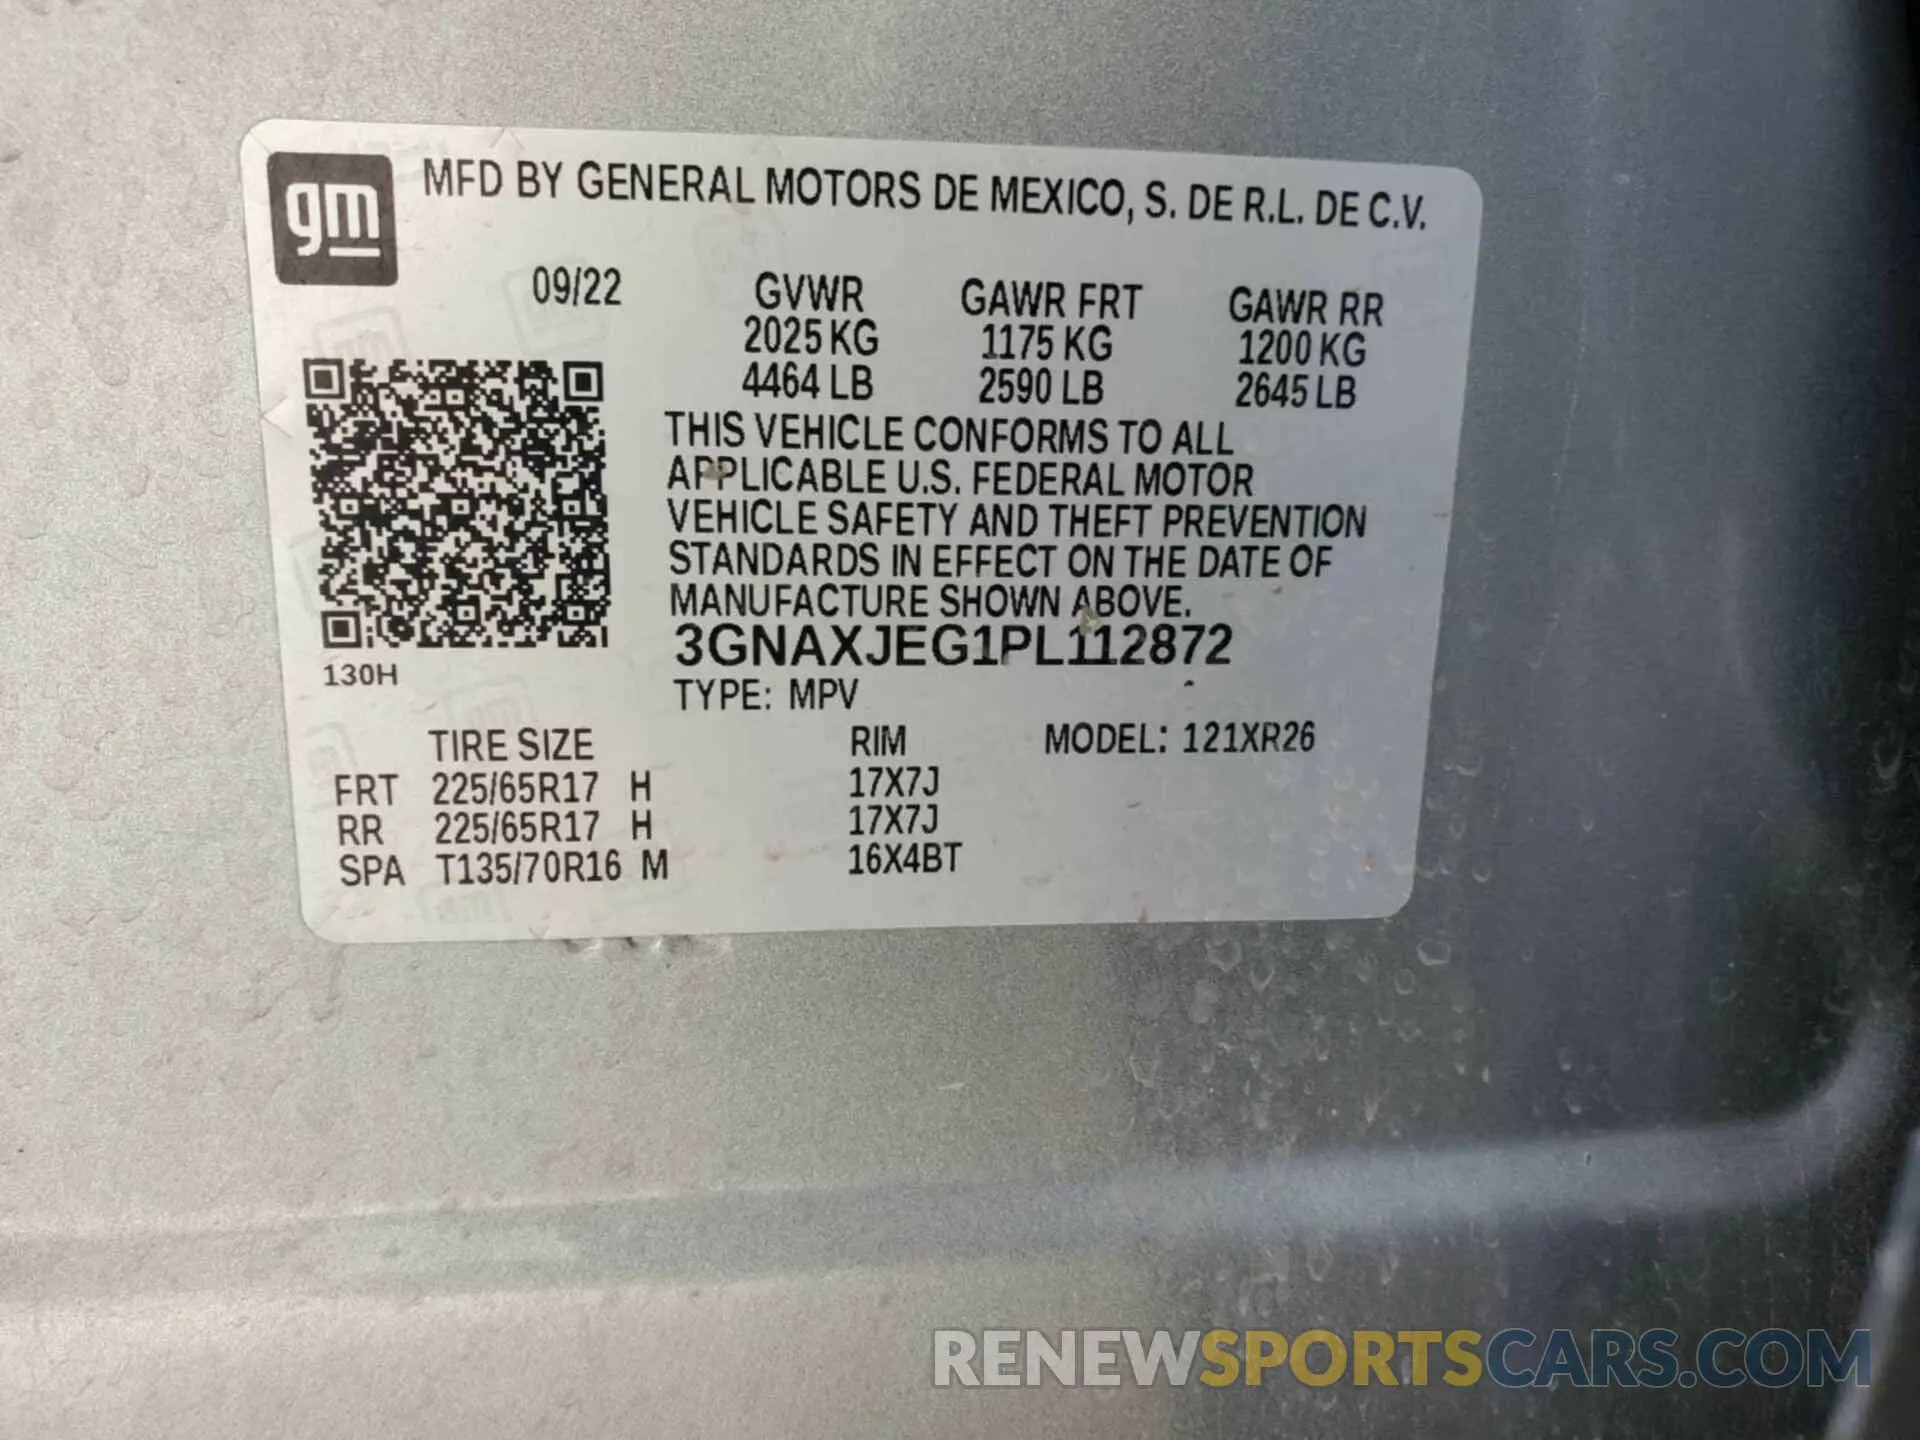 gm
MFD BY GENERAL MOTORS DE MEXICO, S. DE R.L. DE C.V.
09/22 GVWR GAWR FRT GAWR RR
2025 KG 1175 KG 1200 KG
4464 LB 2590 LB 2645 LB
THIS VEHICLE CONFORMS TO ALL
APPLICABLE U.S. FEDERAL MOTOR
VEHICLE SAFETY AND THEFT PREVENTION
STANDARDS IN EFFECT ON THE DATE OF
MANUFACTURE SHOWN ABOVE.
3GNAXJEG1PL112872
130H
TYPE: MPV
TIRE SIZE RIM MODEL: 121XR26
FRT 225/65R17 H 17X7J
RR 225/65R17 H 17X7J
SPA T135/70R16 M 16X4BT
RENEWSPORTSCARS.COM